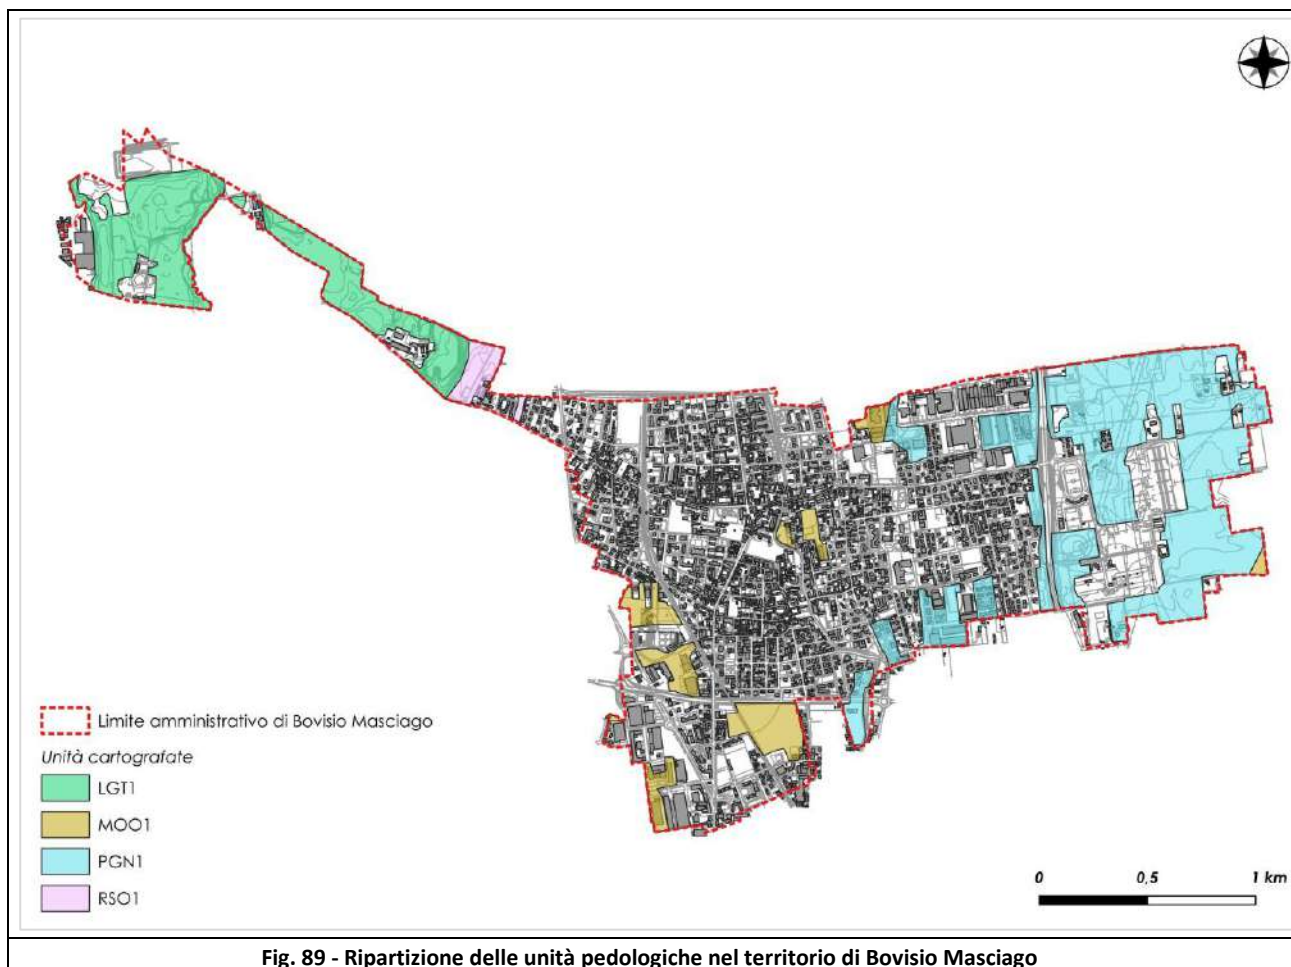 Limite amministrativo di Bovisio Masciago
Unità cartografate
LGT1
MOO1
PGN1
RSO1
0 0,5 1 km
Fig. 89 - Ripartizione delle unità pedologiche nel territorio di Bovisio Masciago